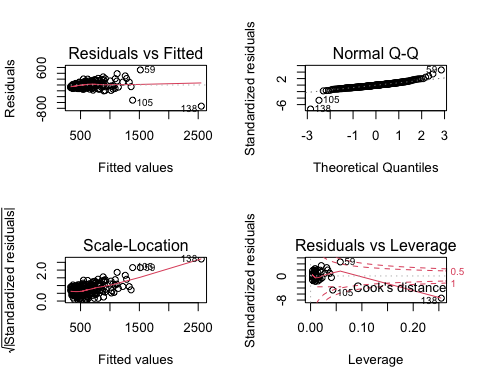 Residuals vs Fitted
Residuals
600
-800
59
105
138
500
1500
2500
Fitted values
Normal Q-Q
Standardized residuals
2
-6
59
105
138
-3
-2
-1
0
1
2
3
Theoretical Quantiles
Scale-Location
√|Standardized residuals|
2.0
0.0
138
59
500
1500
2500
Fitted values
Residuals vs Leverage
Standardized residuals
0
-8
59
105
138
Cook's distance
0.5
1
0.00
0.10
0.20
Leverage